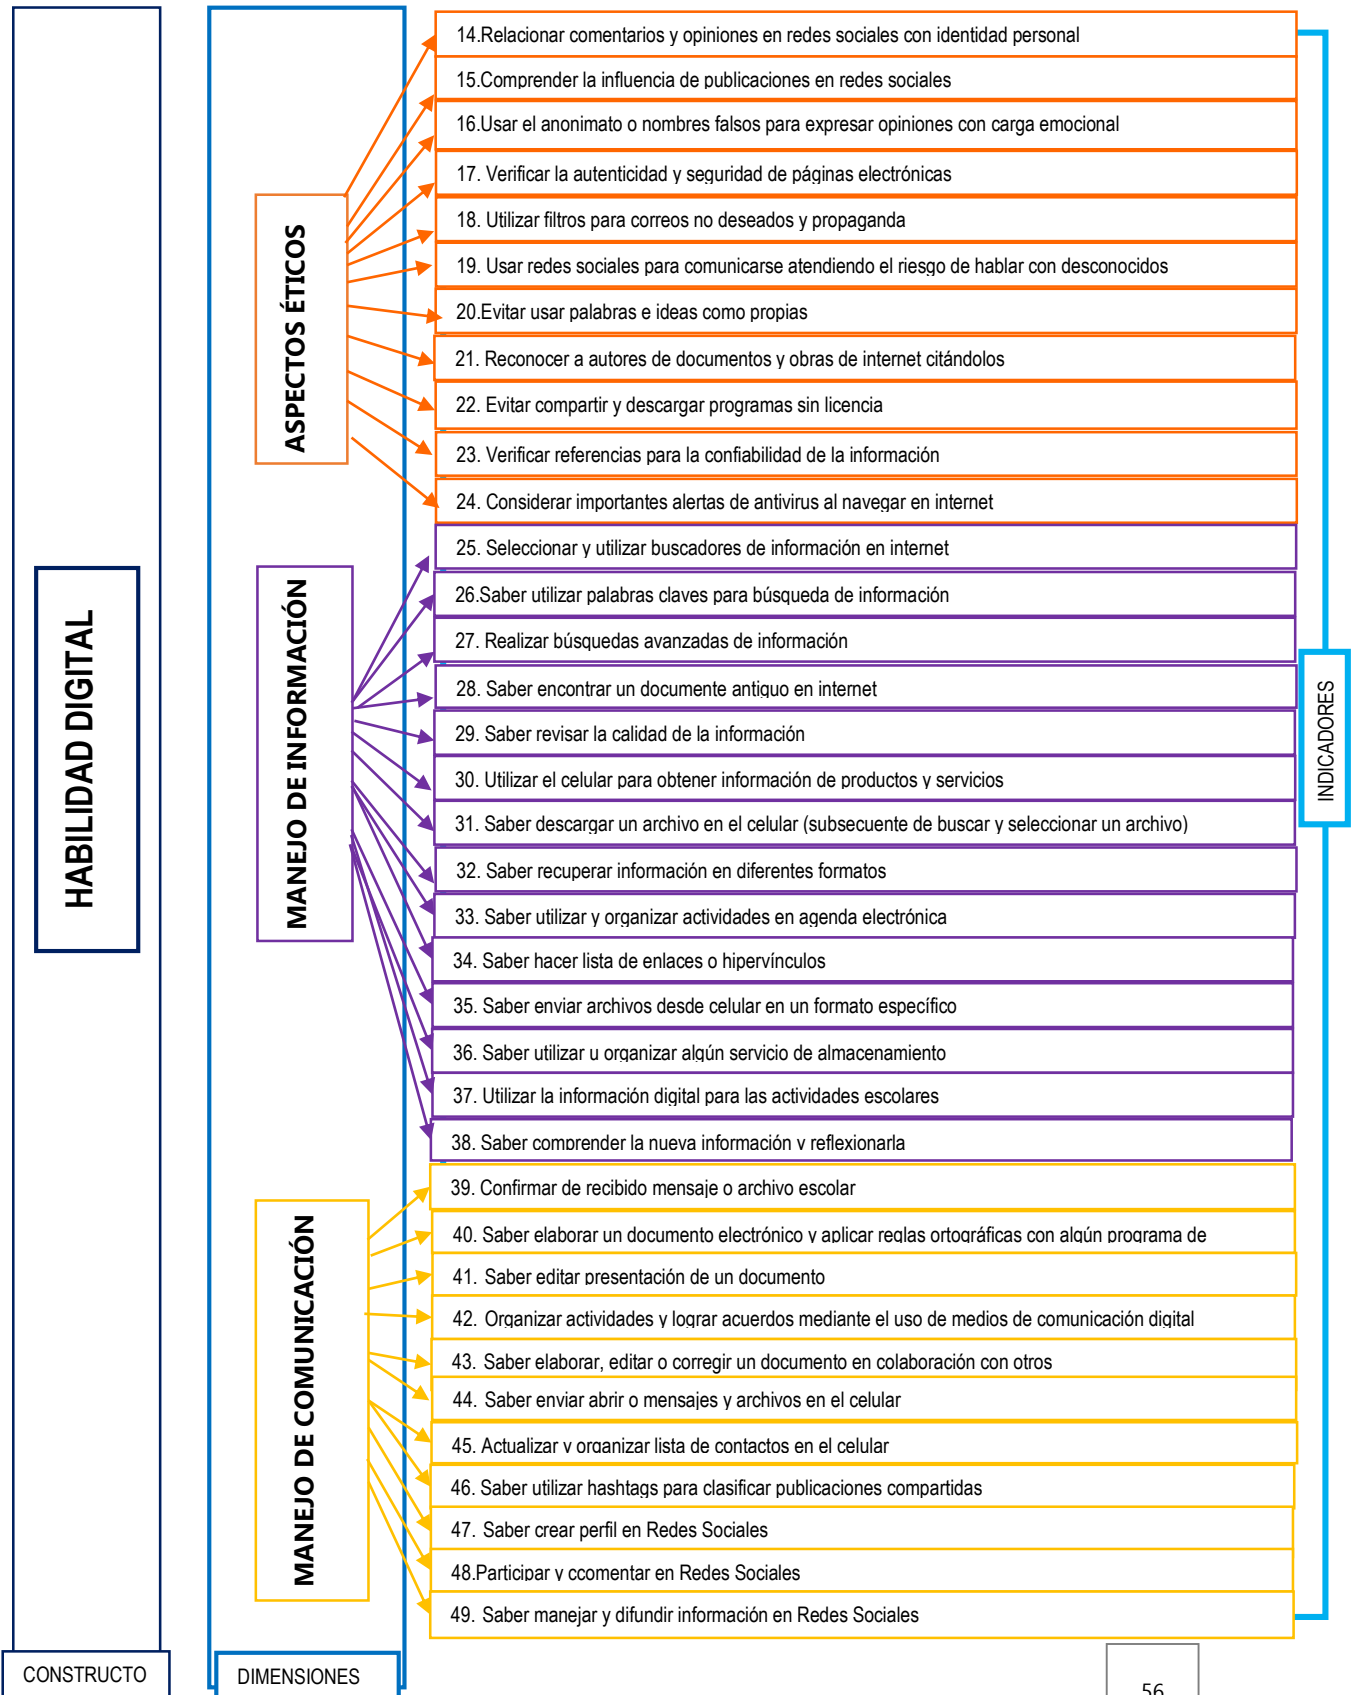 14.Relacionar comentarios y opiniones en redes sociales con identidad personal
15.Comprender la influencia de publicaciones en redes sociales
16.Usar el anonimato o nombres falsos para expresar opiniones con carga emocional
17. Verificar la autenticidad y seguridad de páginas electrónicas
18. Utilizar filtros para correos no deseados y propaganda
19. Usar redes sociales para comunicarse atendiendo el riesgo de hablar con desconocidos
20.Evitar usar palabras e ideas como propias
21. Reconocer a autores de documentos y obras de internet citándolos
22. Evitar compartir y descargar programas sin licencia
23. Verificar referencias para la confiabilidad de la información
24. Considerar importantes alertas de antivirus al navegar en internet
ASPECTOS ÉTICOS
25. Seleccionar y utilizar buscadores de información en internet
26.Saber utilizar palabras claves para búsqueda de información
27. Realizar búsquedas avanzadas de información
28. Saber encontrar un documente antiguo en internet
29. Saber revisar la calidad de la información
30. Utilizar el celular para obtener información de productos y servicios
31. Saber descargar un archivo en el celular (subsecuente de buscar y seleccionar un archivo)
32. Saber recuperar información en diferentes formatos
33. Saber utilizar y organizar actividades en agenda electrónica
34. Saber hacer lista de enlaces o hipervínculos
35. Saber enviar archivos desde celular en un formato específico
36. Saber utilizar u organizar algún servicio de almacenamiento
37. Utilizar la información digital para las actividades escolares
38. Saber comprender la nueva información y reflexionarla
MANEJO DE INFORMACIÓN
HABILIDAD DIGITAL
INDICADORES
39. Confirmar de recibido mensaje o archivo escolar
40. Saber elaborar un documento electrónico y aplicar reglas ortográficas con algún programa de
41. Saber editar presentación de un documento
42. Organizar actividades y lograr acuerdos mediante el uso de medios de comunicación digital
43. Saber elaborar, editar o corregir un documento en colaboración con otros
44. Saber enviar abrir o mensajes y archivos en el celular
45. Actualizar y organizar lista de contactos en el celular
46. Saber utilizar hashtags para clasificar publicaciones compartidas
47. Saber crear perfil en Redes Sociales
48.Participar y ccomentar en Redes Sociales
49. Saber manejar y difundir información en Redes Sociales
MANEJO DE COMUNICACIÓN
CONSTRUCTO
DIMENSIONES
56